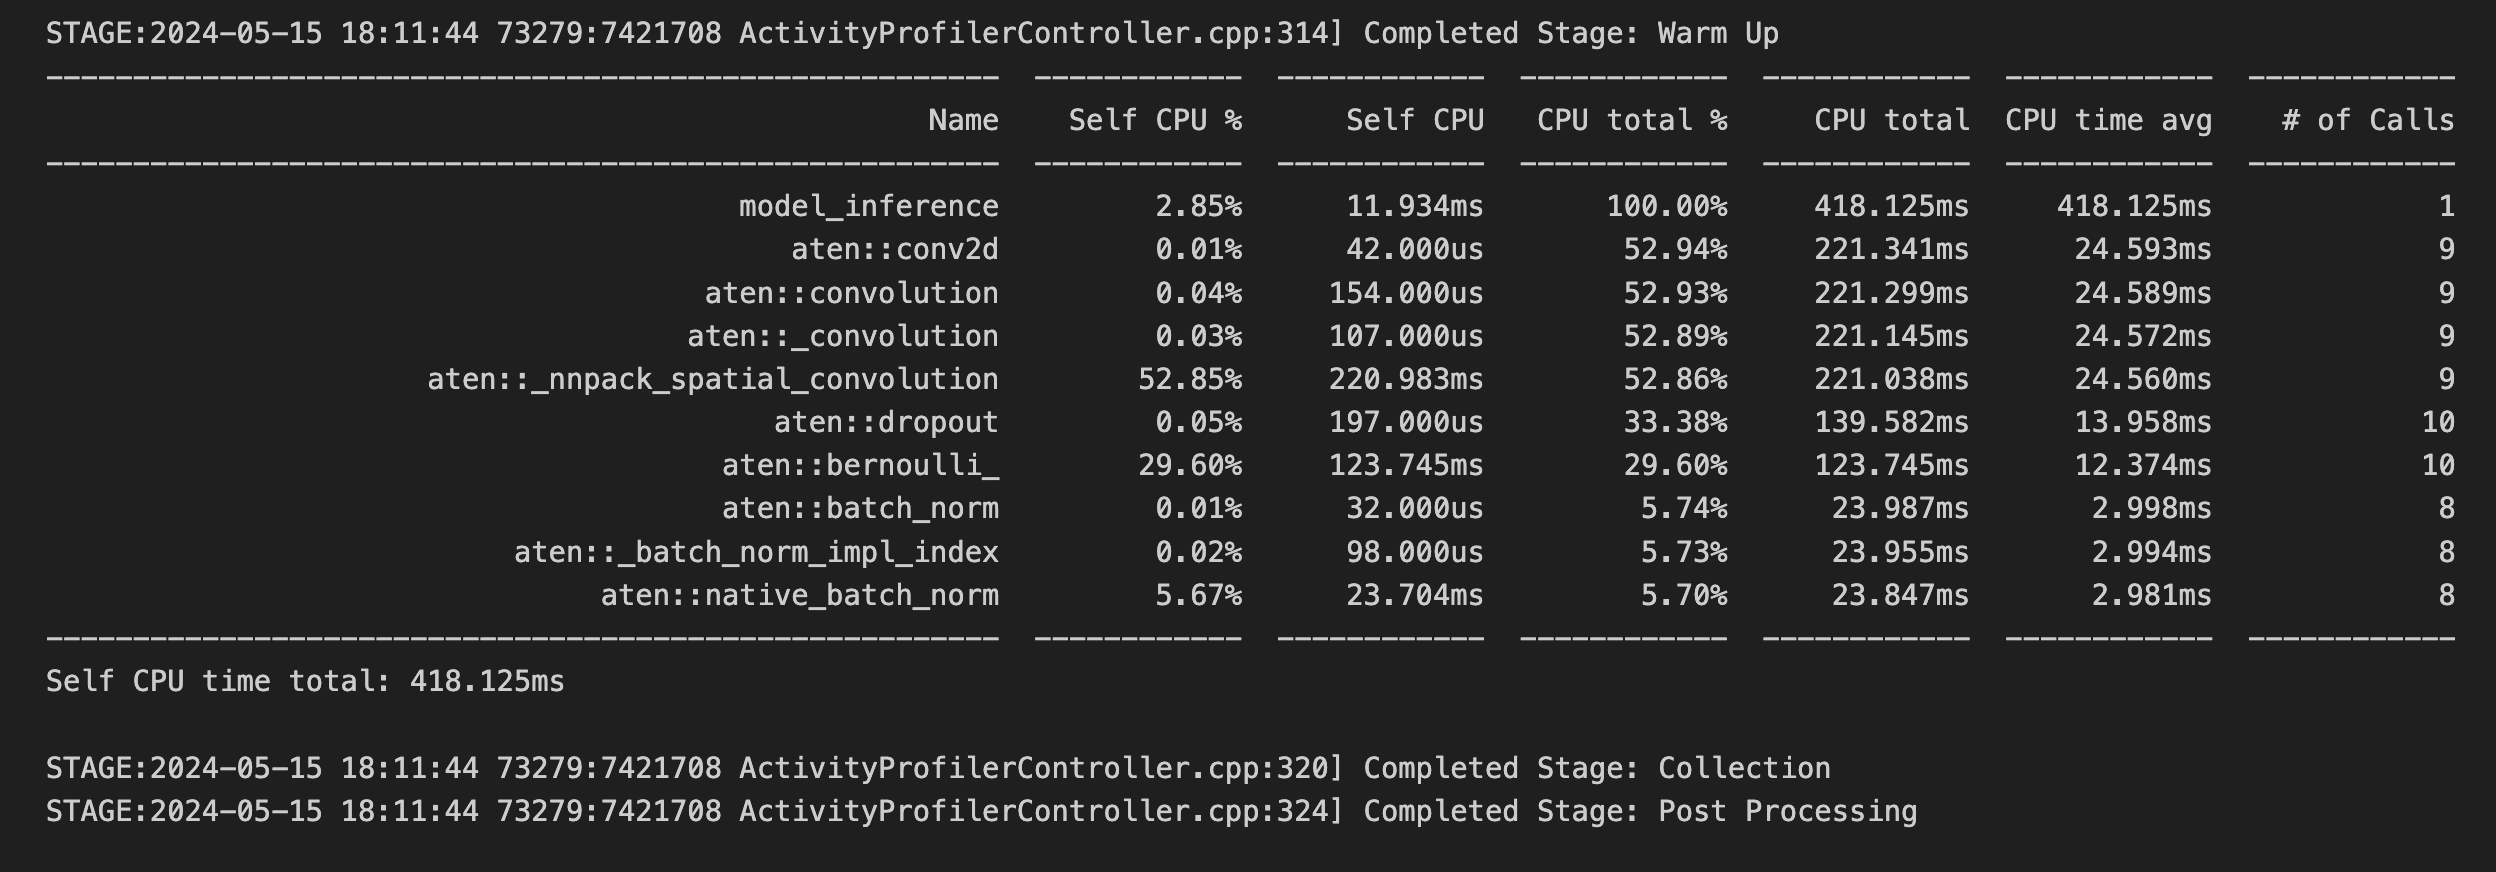 STAGE:2024-05-15 18:11:44 73279:7421708 ActivityProfilerController.cpp:314] Completed Stage: Warm Up
-------------------------------------------------------  ------------  ------------  ------------  ------------  ------------  ------------
Name    Self CPU %      Self CPU   CPU total %     CPU total  CPU time avg    # of Calls
-------------------------------------------------------  ------------  ------------  ------------  ------------  ------------  ------------
model_inference         2.85%      11.934ms       100.00%     418.125ms     418.125ms             1
aten::conv2d         0.01%      42.000us        52.94%     221.341ms      24.593ms             9
aten::convolution         0.04%     154.000us        52.93%     221.299ms      24.589ms             9
aten::_convolution         0.03%     107.000us        52.89%     221.145ms      24.572ms             9
aten::_nnpack_spatial_convolution        52.85%     220.983ms        52.86%     221.038ms      24.560ms             9
aten::dropout         0.05%     197.000us        33.38%     139.582ms      13.958ms            10
aten::bernoulli_        29.60%     123.745ms        29.60%     123.745ms      12.374ms            10
aten::batch_norm         0.01%      32.000us         5.74%      23.987ms       2.998ms             8
aten::_batch_norm_impl_index         0.02%      98.000us         5.73%      23.955ms       2.994ms             8
aten::native_batch_norm         5.67%      23.704ms         5.70%      23.847ms       2.981ms             8
-------------------------------------------------------  ------------  ------------  ------------  ------------  ------------  ------------
Self CPU time total: 418.125ms
STAGE:2024-05-15 18:11:44 73279:7421708 ActivityProfilerController.cpp:320] Completed Stage: Collection
STAGE:2024-05-15 18:11:44 73279:7421708 ActivityProfilerController.cpp:324] Completed Stage: Post Processing